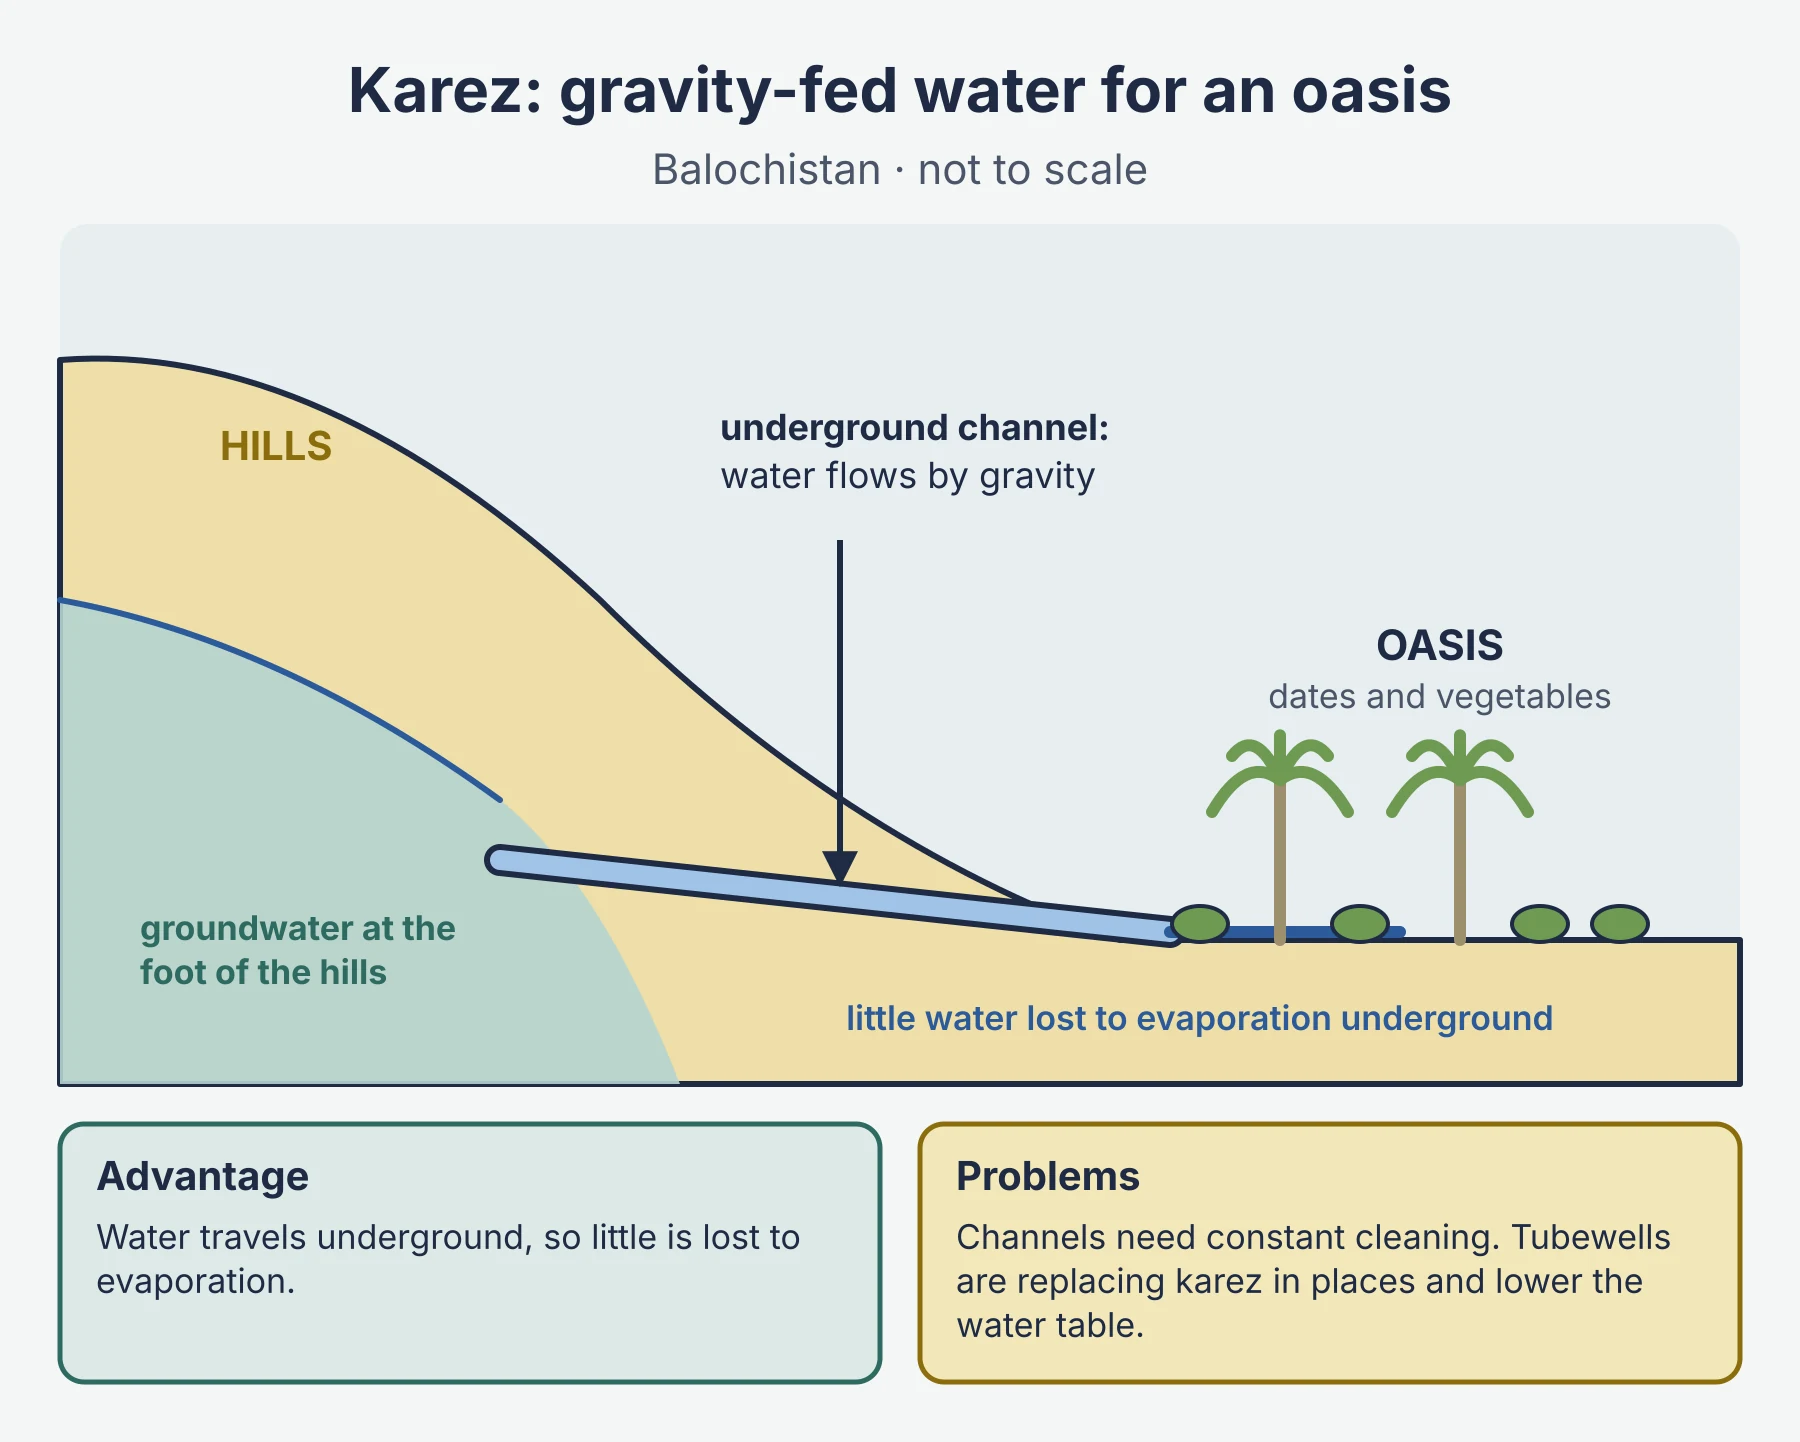 Karez: gravity-fed water for an oasis
Balochistan · not to scale
HILLS
underground channel:
water flows by gravity
OASIS
dates and vegetables
groundwater at the
foot of the hills
little water lost to evaporation underground
Advantage
Water travels underground, so little is lost to
evaporation.
Problems
Channels need constant cleaning. Tubewells
are replacing karez in places and lower the
water table.